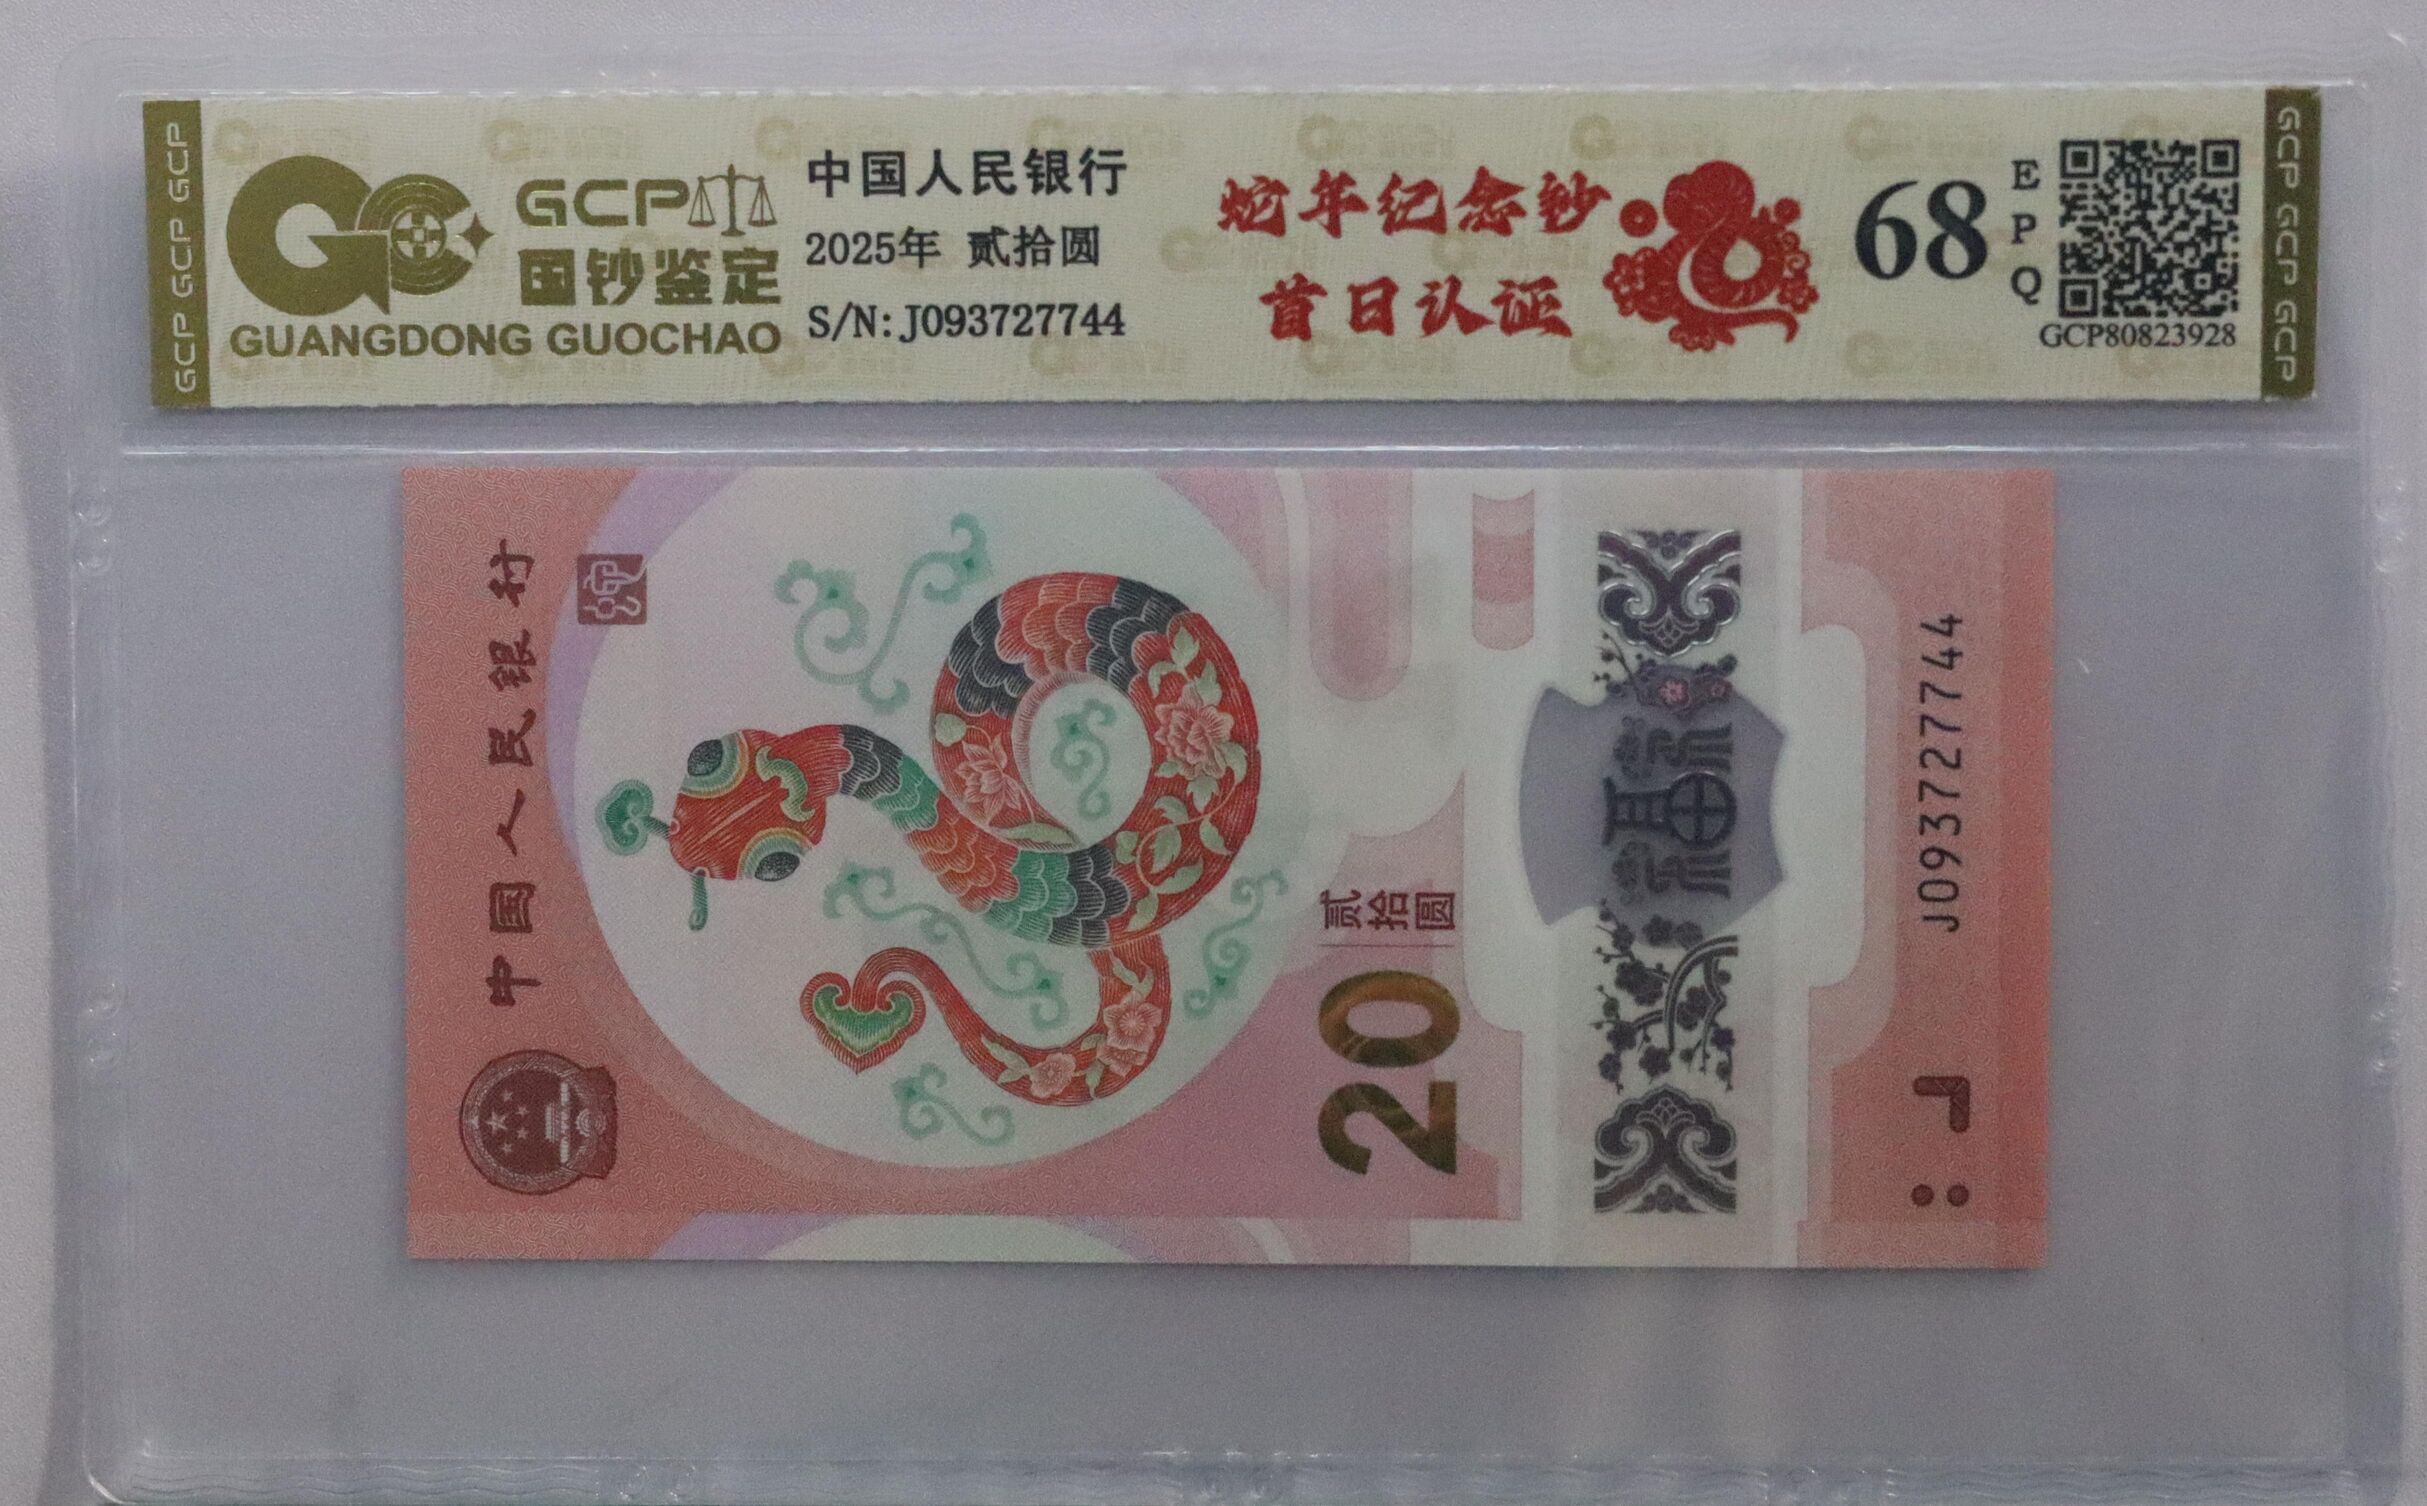 GCP GCP GCP
GCP
国钞鉴定
GUANGDONG GUOCHAO
中国人民银行
2025年 贰拾圆
S/N: J093727744
蛇年纪念钞
首日认证
68
EPQ
GCP80823928
GCP GCP GCP
中国人民银行
20
贰拾圆
福
J093727744